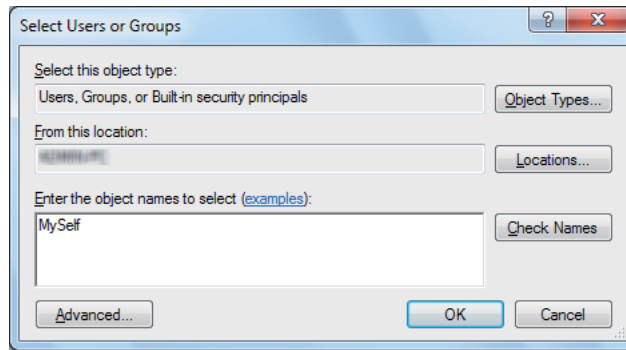 Select Users or Groups
Select this object type:
Users, Groups, or Built-in security principals
Object Types...
From this location:
Locations...
Enter the object names to select (examples):
MySelf
Check Names
Advanced...
OK
Cancel